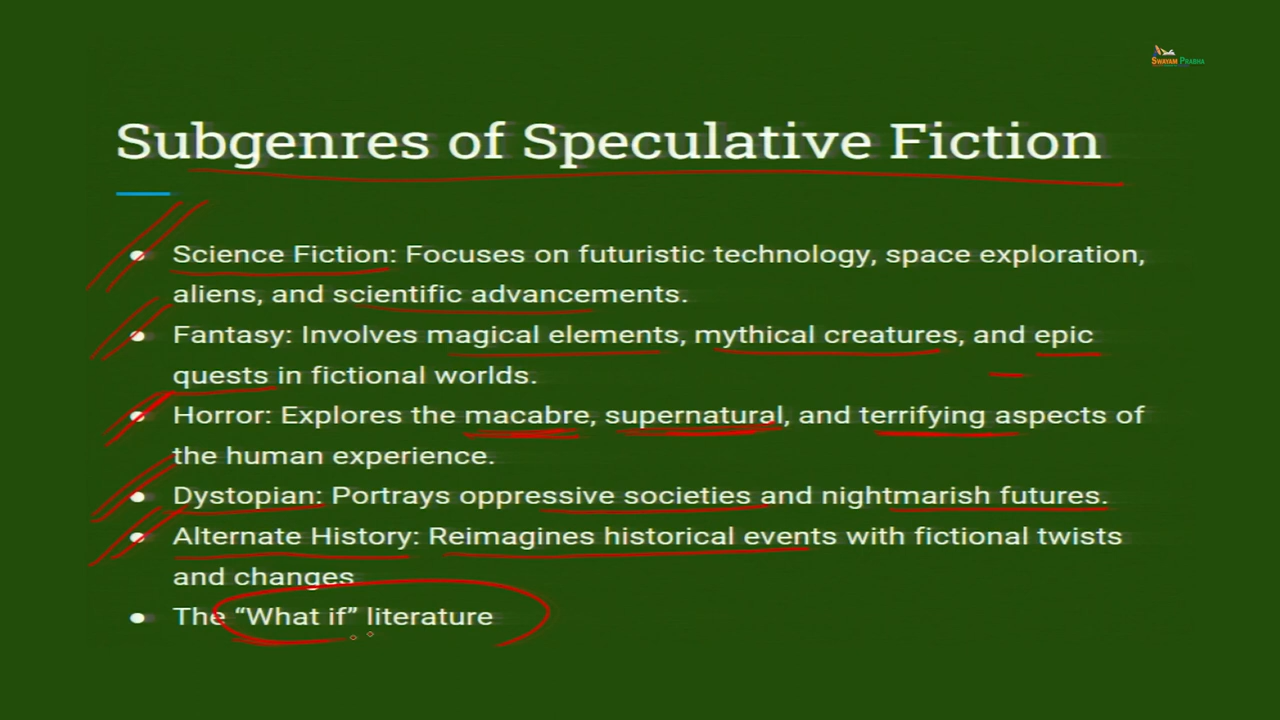 SWAYAM PRABHA
Subgenres of Speculative Fiction
● Science Fiction: Focuses on futuristic technology, space exploration,
aliens, and scientific advancements.
● Fantasy: Involves magical elements, mythical creatures, and epic
quests in fictional worlds.
● Horror: Explores the macabre, supernatural, and terrifying aspects of
the human experience.
● Dystopian: Portrays oppressive societies and nightmarish futures.
● Alternate History: Reimagines historical events with fictional twists
and changes
● The “What if” literature